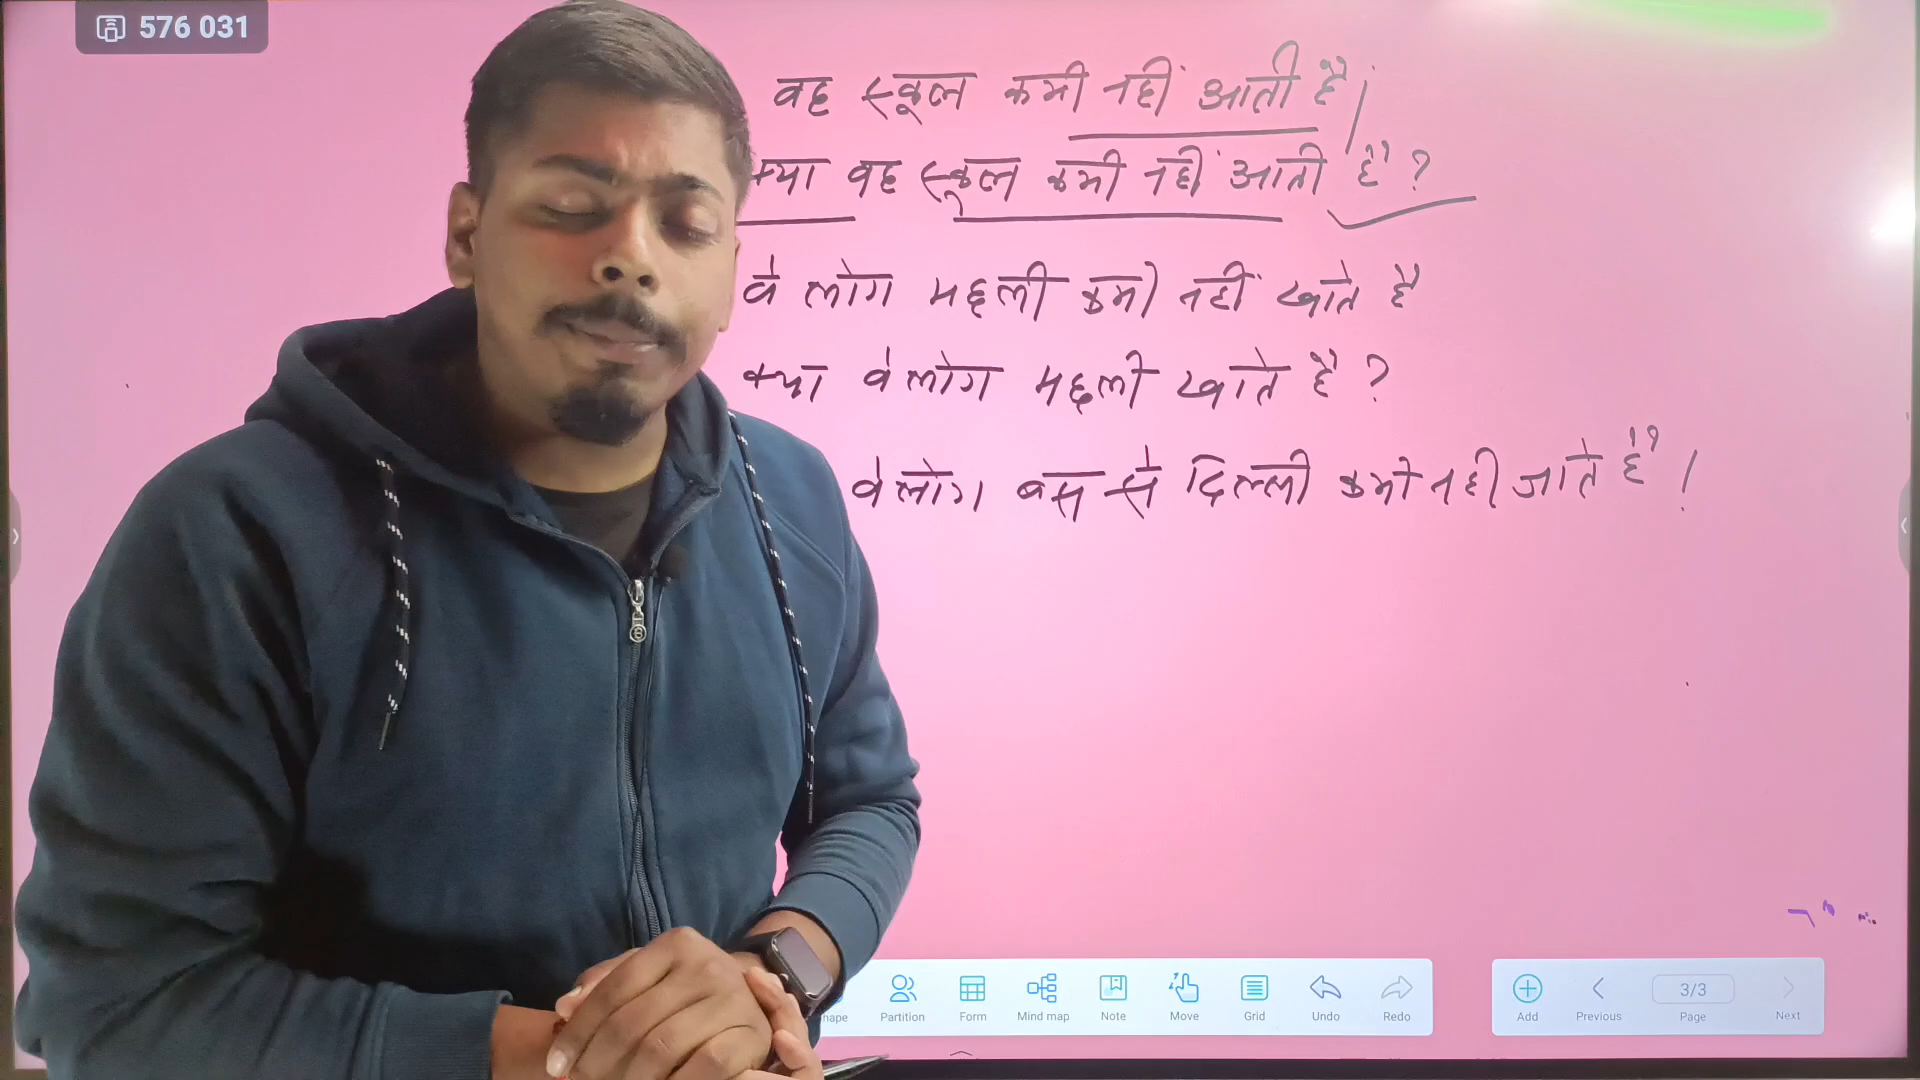 576 031
वह स्कूल कभी नहीं आती है।
क्या वह स्कूल कभी नहीं आती है ?
वे लोग मछली कभी नहीं खाते है
क्या वे लोग मछली खाते है ?
वे लोग बस से दिल्ली कभी नही जाते है ।
hape Partition Form Mind map Note Move Grid Undo Redo
Add Previous 3/3 Page Next